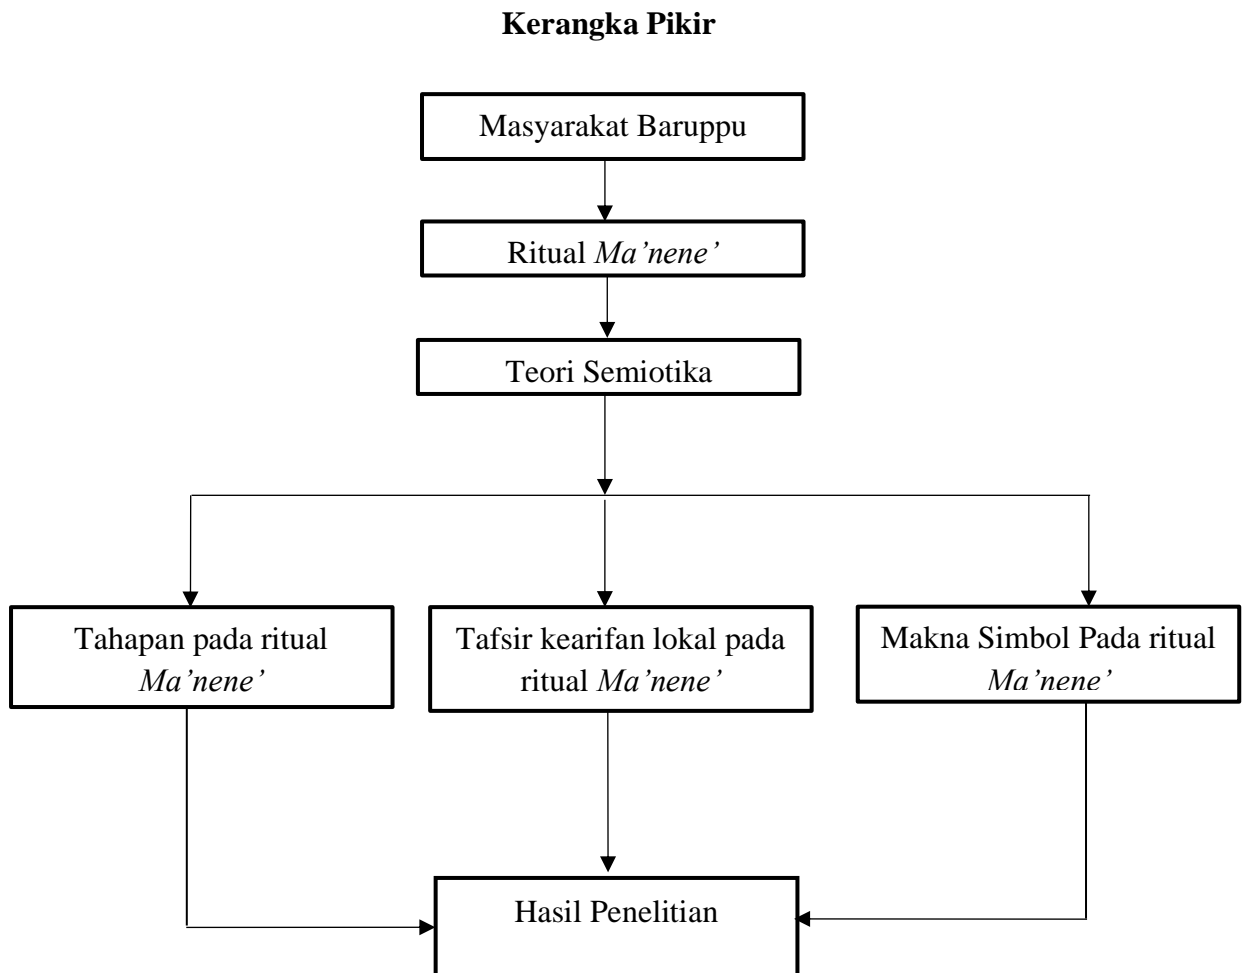 Kerangka Pikir
Masyarakat Baruppu
Ritual Ma’nene’
Teori Semiotika
Tahapan pada ritual
Ma’nene’
Tafsir kearifan lokal pada
ritual Ma’nene’
Makna Simbol Pada ritual
Ma’nene’
Hasil Penelitian